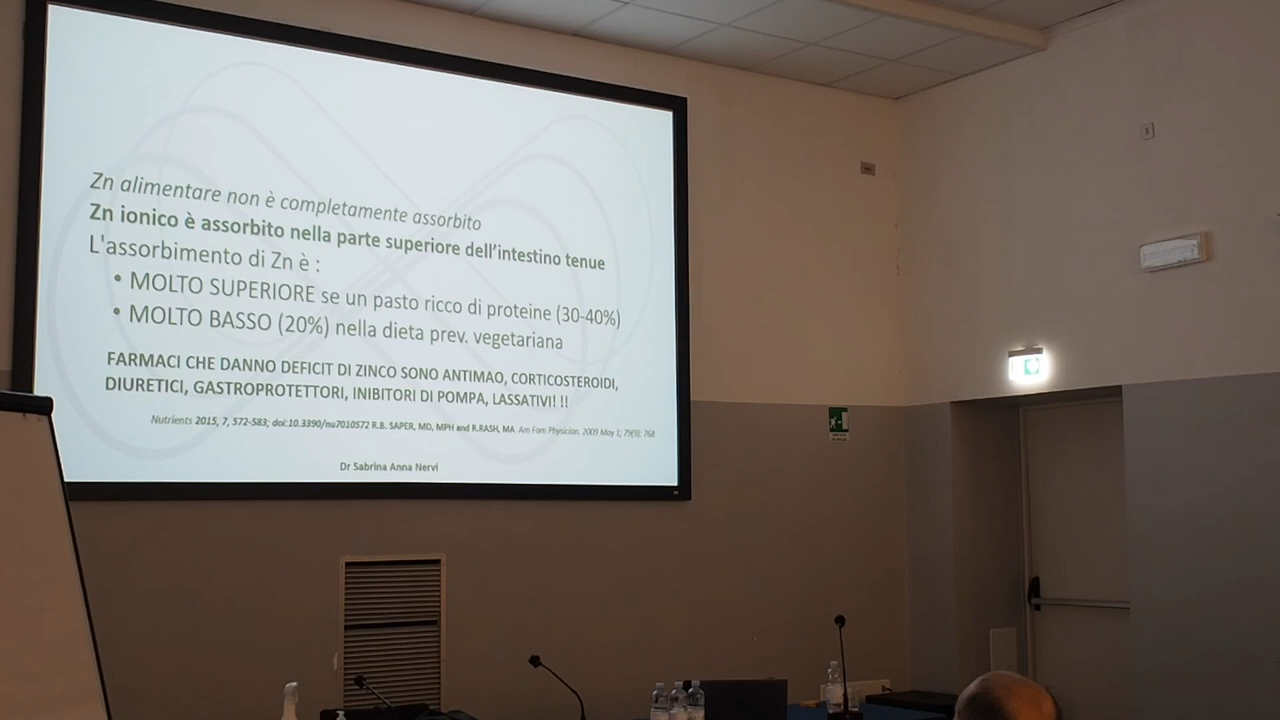 Zn alimentare non è completamente assorbito
Zn ionico è assorbito nella parte superiore dell'intestino tenue
L'assorbimento di Zn è :
• MOLTO SUPERIORE se un pasto ricco di proteine (30-40%)
• MOLTO BASSO (20%) nella dieta prev. vegetariana
FARMACI CHE DANNO DEFICIT DI ZINCO SONO ANTIMAO, CORTICOSTEROIDI,
DIURETICI, GASTROPROTETTORI, INIBITORI DI POMPA, LASSATIVI! !!
Nutrients 2015, 7, 572-583; doi:10.3390/nu7010572 R.B. SAPER, MD, MPH and R.RASH, MA Am Fam Physician. 2009 May 1; 79(9): 768
Dr Sabrina Anna Nervi